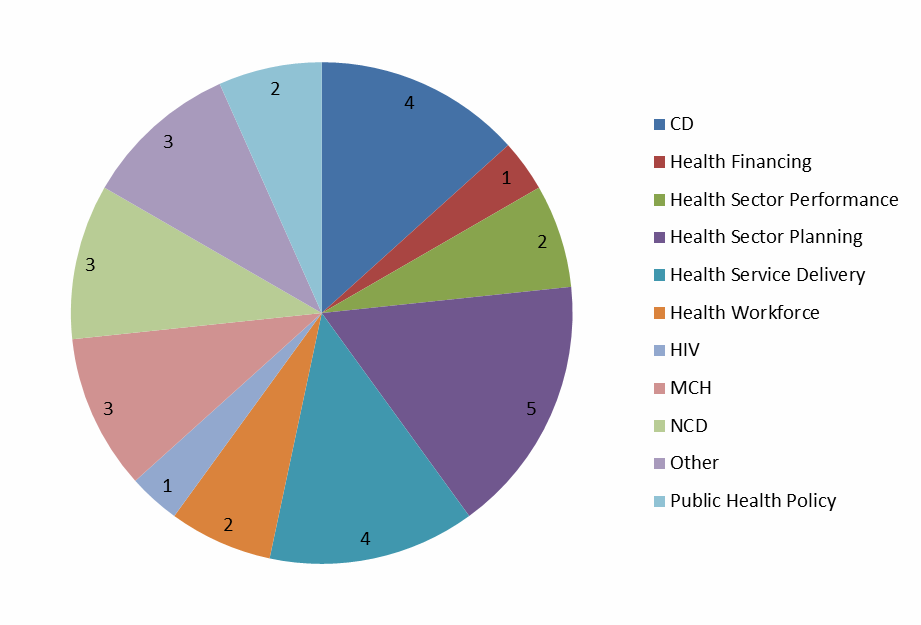 2
4
3
1
2
3
5
3
1
2
4
CD
Health Financing
Health Sector Performance
Health Sector Planning
Health Service Delivery
Health Workforce
HIV
MCH
NCD
Other
Public Health Policy